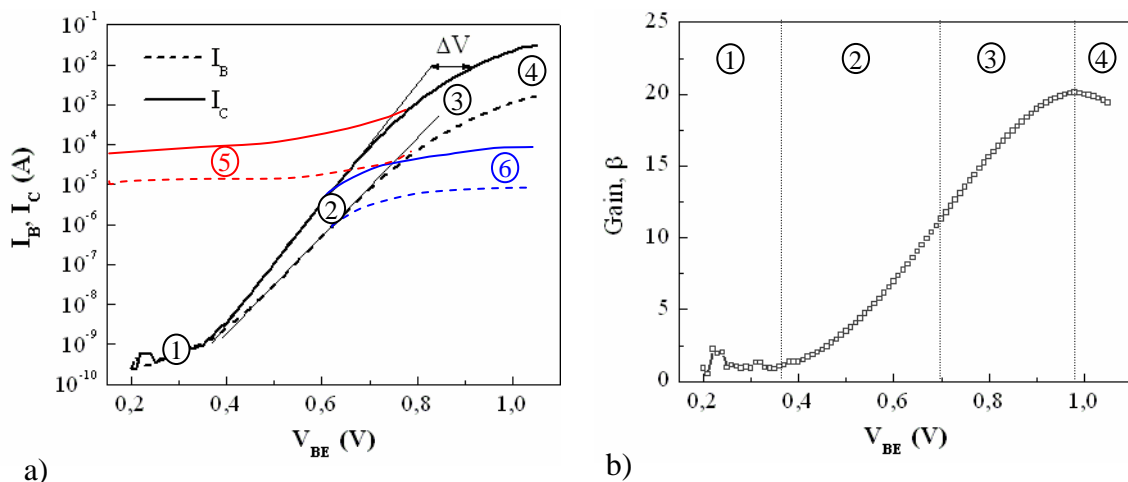 10⁻¹
10⁻²
10⁻³
10⁻⁴
10⁻⁵
10⁻⁶
10⁻⁷
10⁻⁸
10⁻⁹
10⁻¹⁰
I_B, I_C (A)
I_B
I_C
ΔV
①
②
③
④
⑤
⑥
0,2 0,4 0,6 0,8 1,0
V_BE (V)
a)
25
20
15
10
5
0
Gain, β
① ② ③ ④
0,2 0,4 0,6 0,8 1,0
V_BE (V)
b)